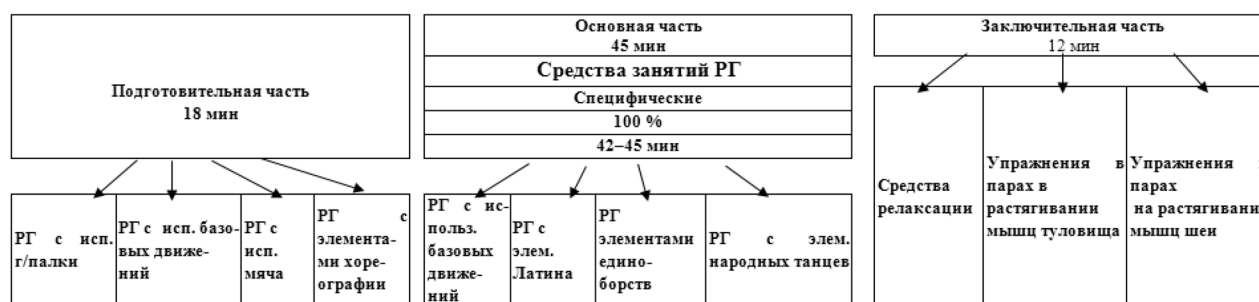 Подготовительная часть
18 мин
РГ с исп.
г/палки
РГ с исп. базо-
вых движе-
ний
РГ с
исп.
мяча
РГ с
элемента-
ми хоре-
ографии
Основная часть
45 мин
Средства занятий РГ
Специфические
100 %
42–45 мин
РГ с ис-
польз.
базовых
движе-
ний
РГ с
элем.
Латина
РГ с
элементами
едино-
борств
РГ с элем.
народных танцев
Заключительная часть
12 мин
Средства
релаксации
Упражнения в
парах в
растягивании
мышц туловища
Упражнения
парах
на растягивани
мышц шеи